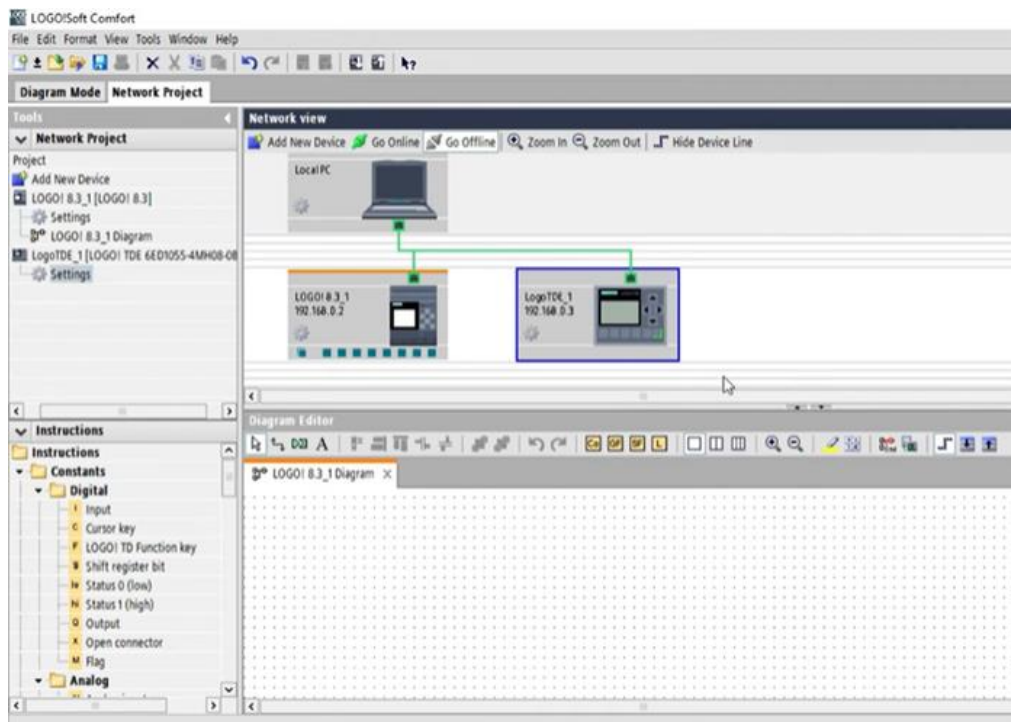 LOGO!Soft Comfort
File Edit Format View Tools Window Help
Diagram Mode Network Project
Tools
Network Project
Project
Add New Device
LOGO! 8.3_1 [LOGO! 8.3]
Settings
LOGO! 8.3_1 Diagram
LogoTDE_1 [LOGO! TDE 6ED1055-4MH08-0B
Settings
Network view
Add New Device Go Online Go Offline Zoom In Zoom Out Hide Device Line
Local PC
LOGO! 8.3_1
192.168.0.2
LogoTDE_1
192.168.0.3
Instructions
Instructions
Constants
Digital
I Input
C Cursor key
F LOGO! TD Function key
S Shift register bit
lo Status 0 (low)
hi Status 1 (high)
Q Output
X Open connector
M Flag
Analog
Diagram Editor
A Co GF SF L
LOGO! 8.3_1 Diagram